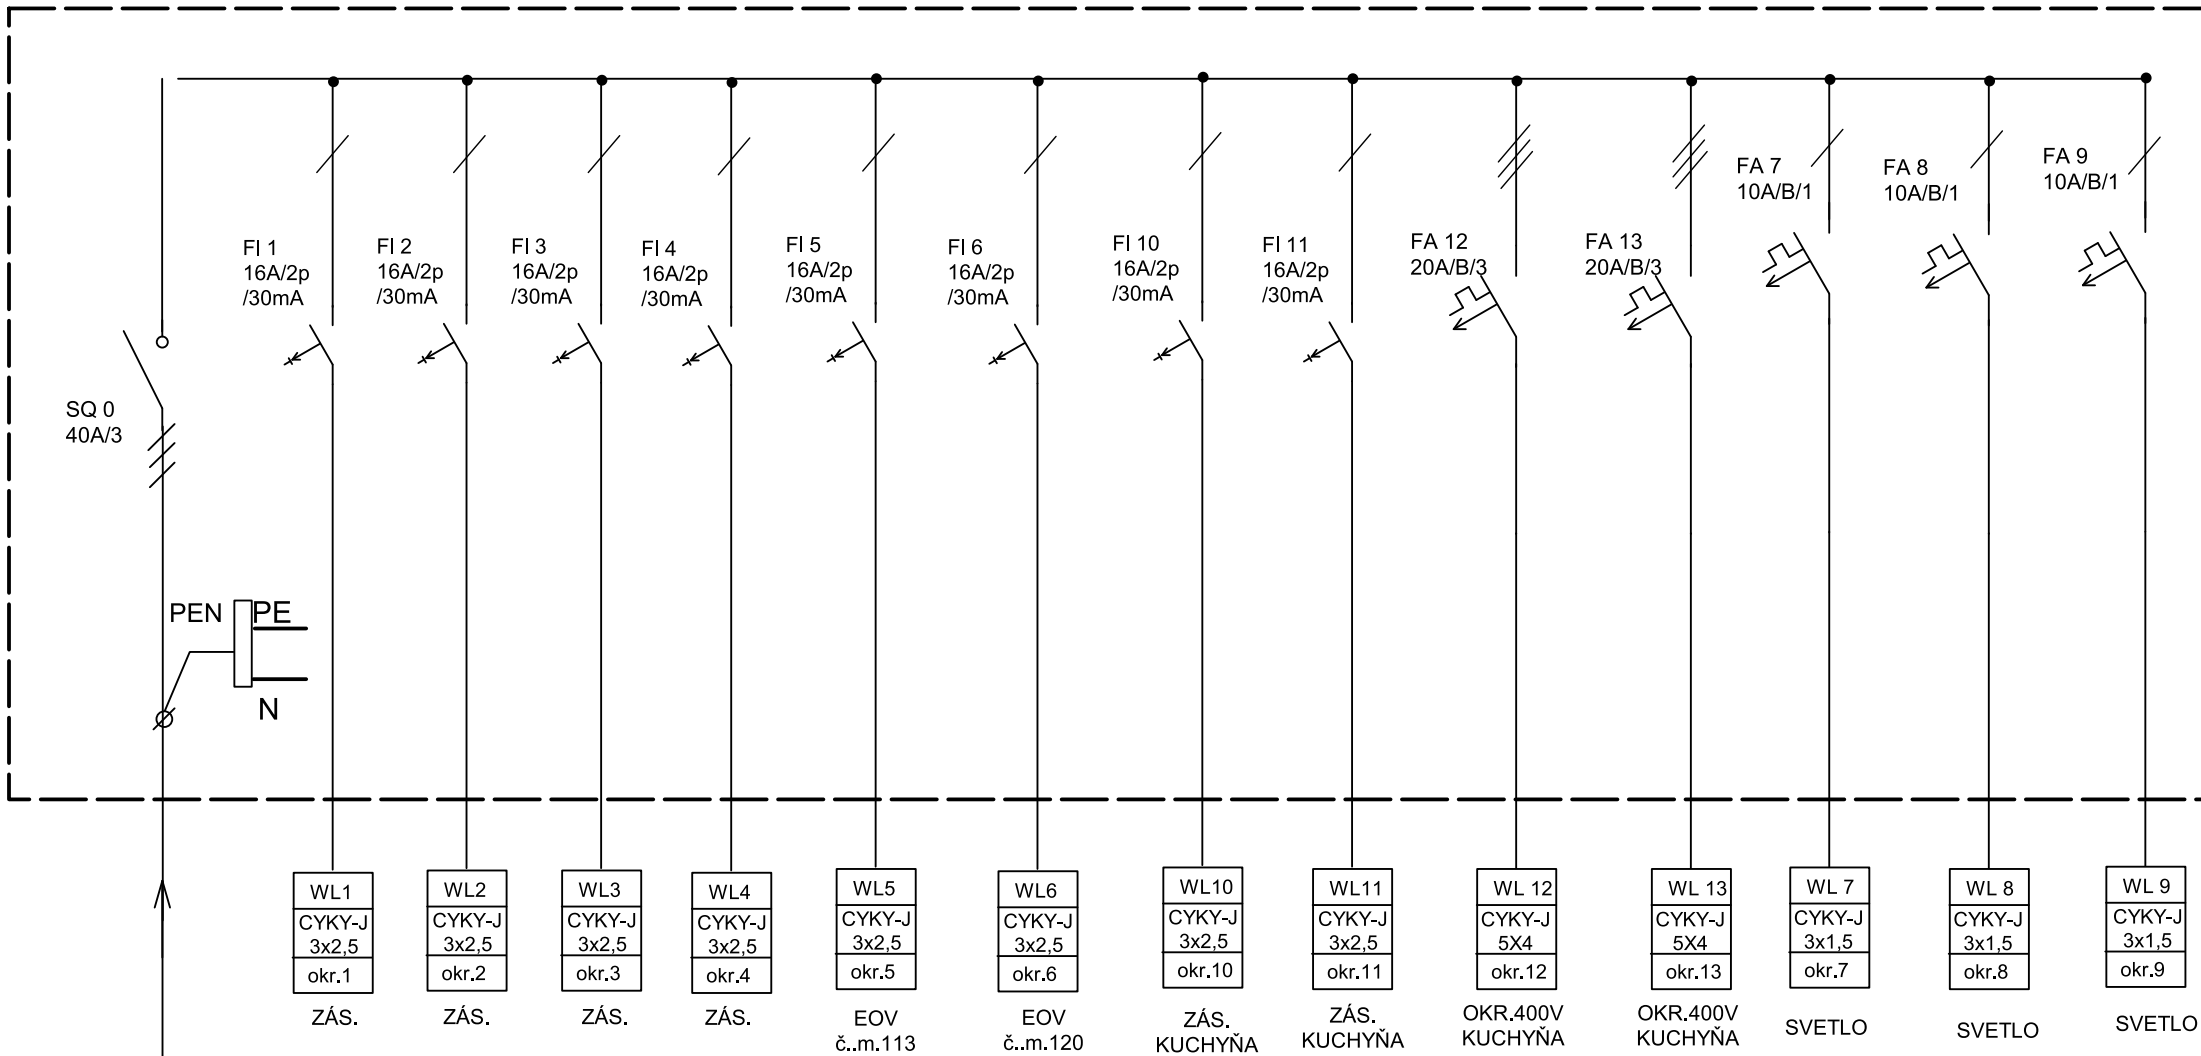 FA 7
10A/B/1
FA 8
10A/B/1
FA 9
10A/B/1
FI 1
16A/2p
/30mA
FI 2
16A/2p
/30mA
FI 3
16A/2p
/30mA
FI 4
16A/2p
/30mA
FI 5
16A/2p
/30mA
FI 6
16A/2p
/30mA
FI 10
16A/2p
/30mA
FI 11
16A/2p
/30mA
FA 12
20A/B/3
FA 13
20A/B/3
SQ 0
40A/3
PEN
PE
N
WL1
CYKY-J
3x2,5
okr.1
ZÁS.
WL2
CYKY-J
3x2,5
okr.2
ZÁS.
WL3
CYKY-J
3x2,5
okr.3
ZÁS.
WL4
CYKY-J
3x2,5
okr.4
ZÁS.
WL5
CYKY-J
3x2,5
okr.5
EOV
č..m.113
WL6
CYKY-J
3x2,5
okr.6
EOV
č..m.120
WL10
CYKY-J
3x2,5
okr.10
ZÁS.
KUCHYŇA
WL11
CYKY-J
3x2,5
okr.11
ZÁS.
KUCHYŇA
WL 12
CYKY-J
5X4
okr.12
OKR.400V
KUCHYŇA
WL 13
CYKY-J
5X4
okr.13
OKR.400V
KUCHYŇA
WL 7
CYKY-J
3x1,5
okr.7
SVETLO
WL 8
CYKY-J
3x1,5
okr.8
SVETLO
WL 9
CYKY-J
3x1,5
okr.9
SVETLO